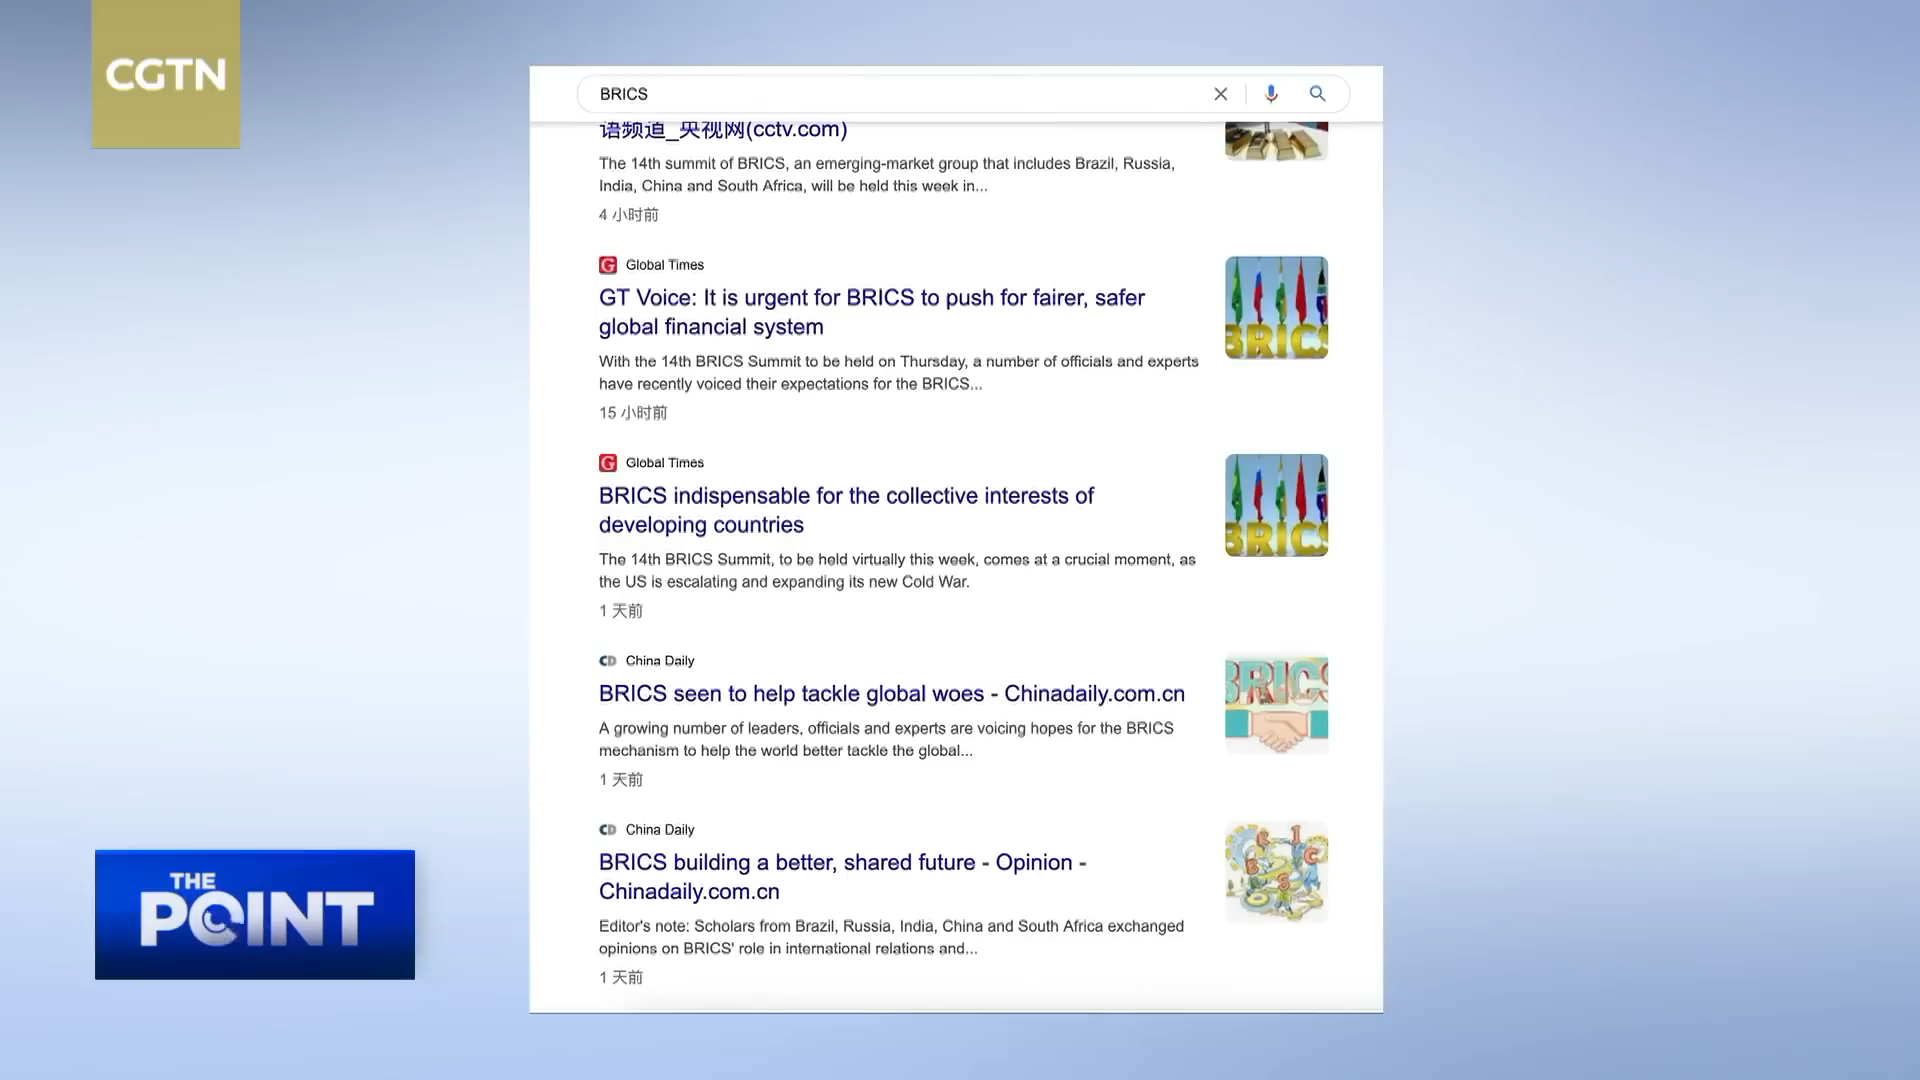 CGTN
BRICS
语频道_央视网(cctv.com)
The 14th summit of BRICS, an emerging-market group that includes Brazil, Russia,
India, China and South Africa, will be held this week in...
4 小时前
Global Times
GT Voice: It is urgent for BRICS to push for fairer, safer
global financial system
With the 14th BRICS Summit to be held on Thursday, a number of officials and experts
have recently voiced their expectations for the BRICS...
15 小时前
Global Times
BRICS indispensable for the collective interests of
developing countries
The 14th BRICS Summit, to be held virtually this week, comes at a crucial moment, as
the US is escalating and expanding its new Cold War.
1 天前
China Daily
BRICS seen to help tackle global woes - Chinadaily.com.cn
A growing number of leaders, officials and experts are voicing hopes for the BRICS
mechanism to help the world better tackle the global...
1 天前
China Daily
BRICS building a better, shared future - Opinion -
Chinadaily.com.cn
Editor's note: Scholars from Brazil, Russia, India, China and South Africa exchanged
opinions on BRICS' role in international relations and...
1 天前
THE
POINT